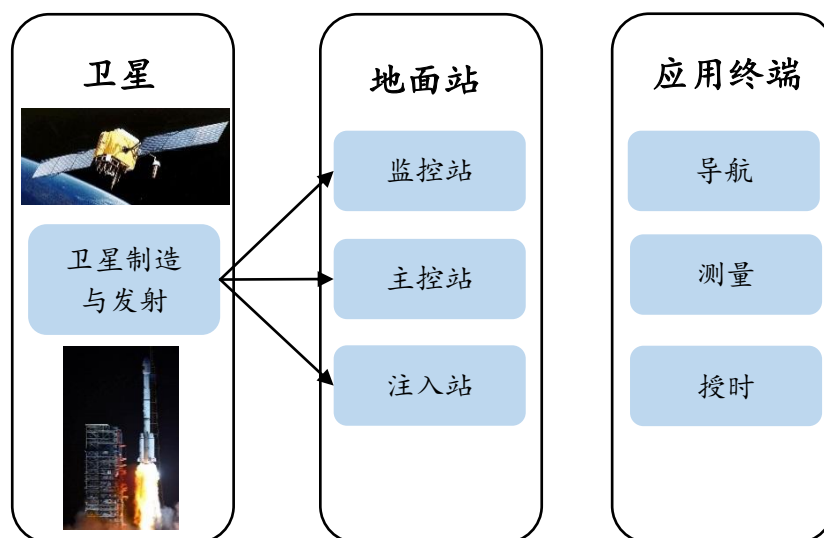 卫星
卫星制造
与发射
地面站
监控站
主控站
注入站
应用终端
导航
测量
授时